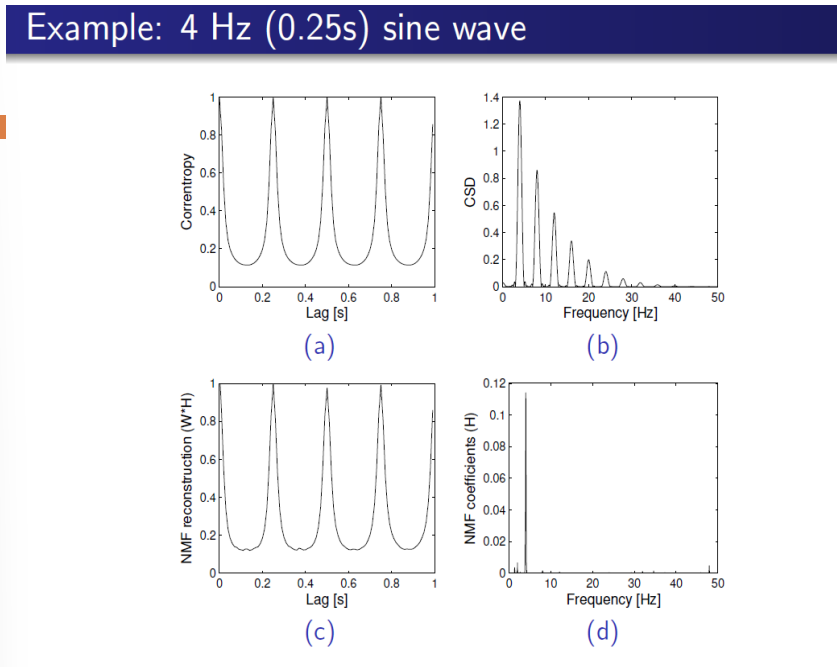 Example: 4 Hz (0.25s) sine wave
Correntropy
1
0.8
0.6
0.4
0.2
0
0 0.2 0.4 0.6 0.8 1
Lag [s]
(a)
CSD
1.4
1.2
1
0.8
0.6
0.4
0.2
0
0 10 20 30 40 50
Frequency [Hz]
(b)
NMF reconstruction (W*H)
1
0.8
0.6
0.4
0.2
0
0 0.2 0.4 0.6 0.8 1
Lag [s]
(c)
NMF coefficients (H)
0.12
0.1
0.08
0.06
0.04
0.02
0
0 10 20 30 40 50
Frequency [Hz]
(d)